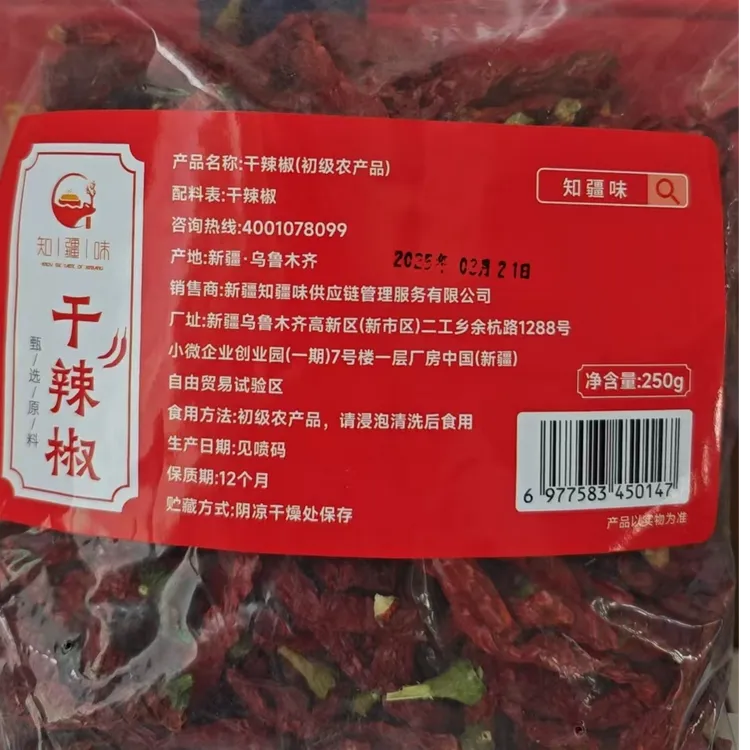 知疆味
甄选原料
干辣椒
产品名称:干辣椒(初级农产品)
配料表:干辣椒
咨询热线:4001078099
产地:新疆·乌鲁木齐
销售商:新疆知疆味供应链管理服务有限公司
厂址:新疆乌鲁木齐高新区(新市区)二工乡余杭路1288号
小微企业创业园(一期)7号楼一层厂房中国(新疆)
自由贸易试验区
食用方法:初级农产品，请浸泡清洗后食用
生产日期:见喷码
保质期:12个月
贮藏方式:阴凉干燥处保存
知疆味
2025年 03月21日
净含量:250g
6 977583 450147
产品以实物为准